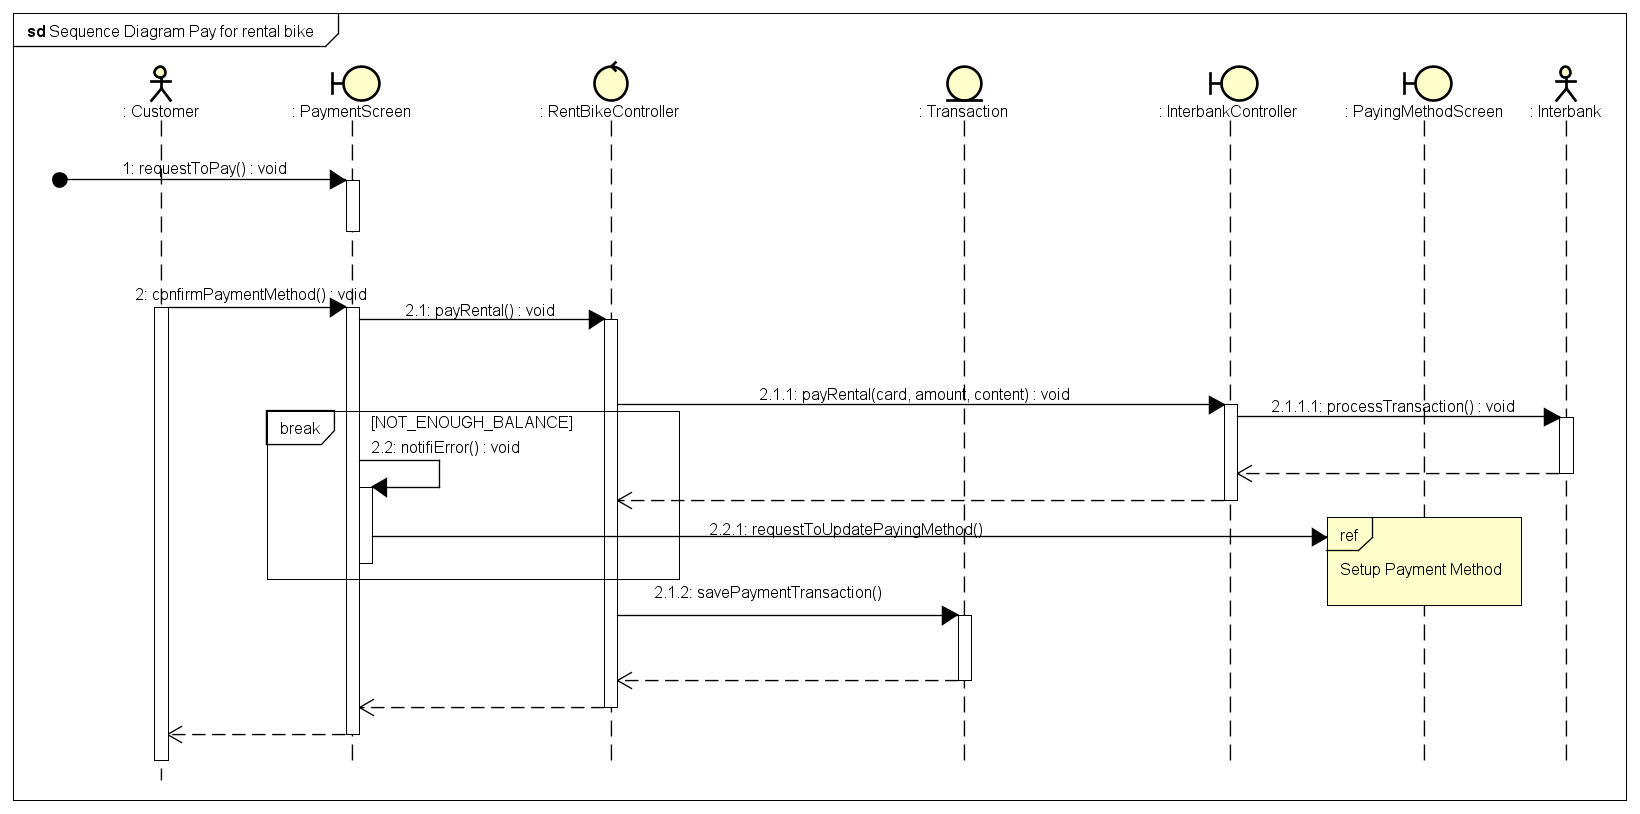 sd Sequence Diagram Pay for rental bike
: Customer
: PaymentScreen
: RentBikeController
: Transaction
: InterbankController
: PayingMethodScreen
: Interbank
1: requestToPay() : void
2: confirmPaymentMethod() : void
2.1: payRental() : void
2.1.1: payRental(card, amount, content) : void
2.1.1.1: processTransaction() : void
break
[NOT_ENOUGH_BALANCE]
2.2: notifiError() : void
2.2.1: requestToUpdatePayingMethod()
ref
Setup Payment Method
2.1.2: savePaymentTransaction()